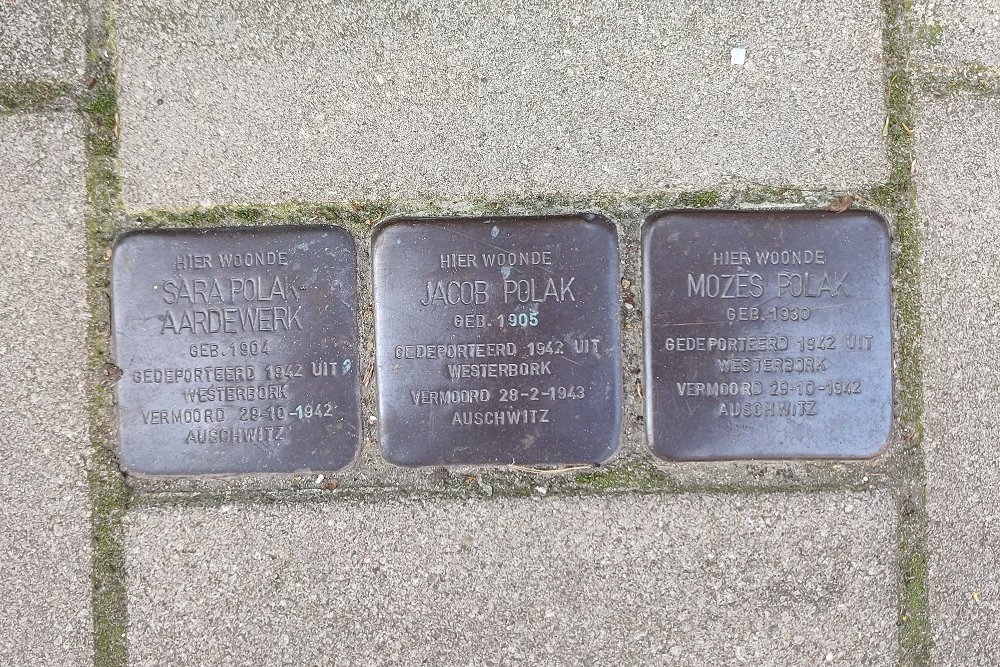 HIER WOONDE
SARA POLAK-
AARDEWERK
GEB. 1904
GEDEPORTEERD 1942 UIT
WESTERBORK
VERMOORD 29-10-1942
AUSCHWITZ
HIER WOONDE
JACOB POLAK
GEB. 1905
GEDEPORTEERD 1942 UIT
WESTERBORK
VERMOORD 28-2-1943
AUSCHWITZ
HIER WOONDE
MOZES POLAK
GEB. 1930
GEDEPORTEERD 1942 UIT
WESTERBORK
VERMOORD 29-10-1942
AUSCHWITZ